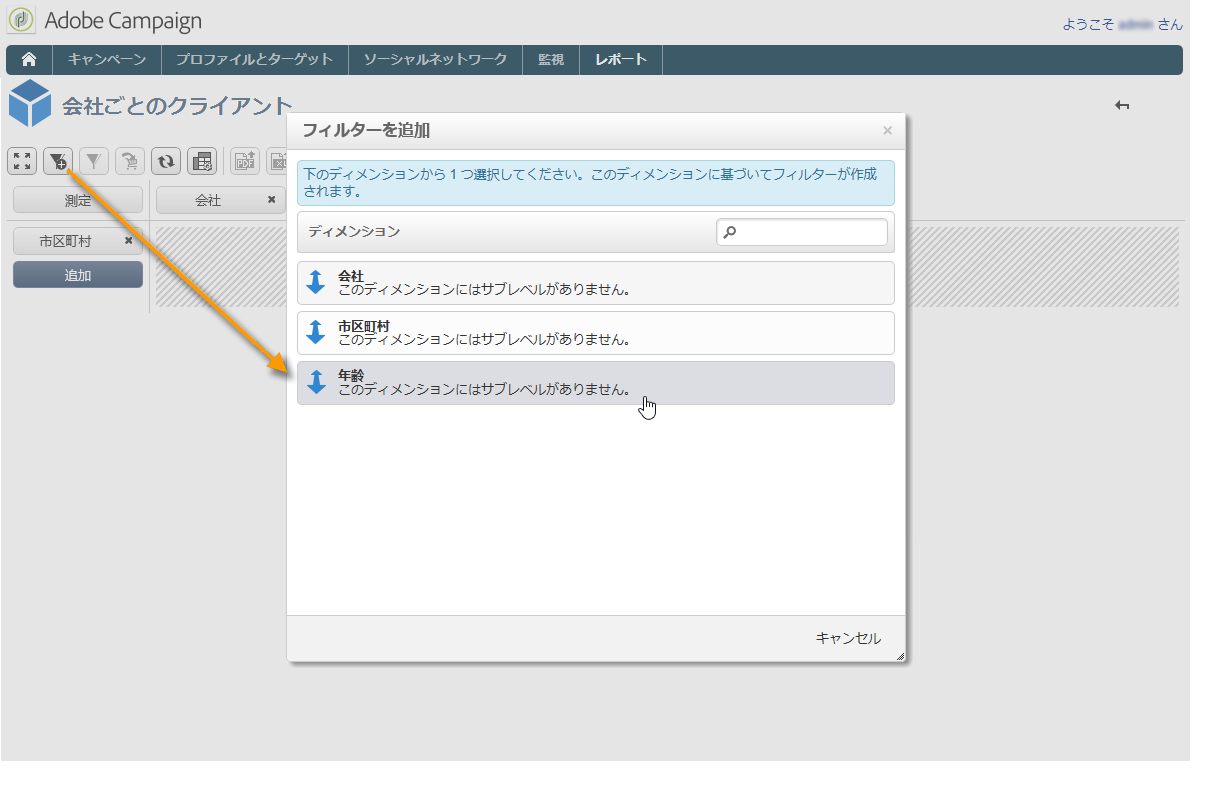 Adobe Campaign
ようこそ さん
キャンペーン
プロファイルとターゲット
ソーシャルネットワーク
監視
レポート
会社ごとのクライアント
PDF
測定
会社
市区町村
追加
フィルターを追加
下のディメンションから 1 つ選択してください。このディメンションに基づいてフィルターが作成
されます。
ディメンション
会社
このディメンションにはサブレベルがありません。
市区町村
このディメンションにはサブレベルがありません。
年齢
このディメンションにはサブレベルがありません。
キャンセル